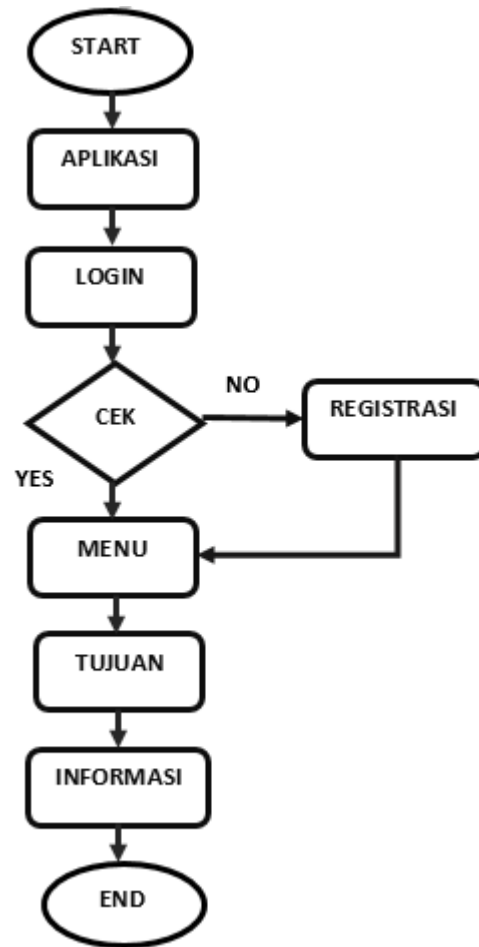 START
APLIKASI
LOGIN
CEK
NO
REGISTRASI
YES
MENU
TUJUAN
INFORMASI
END